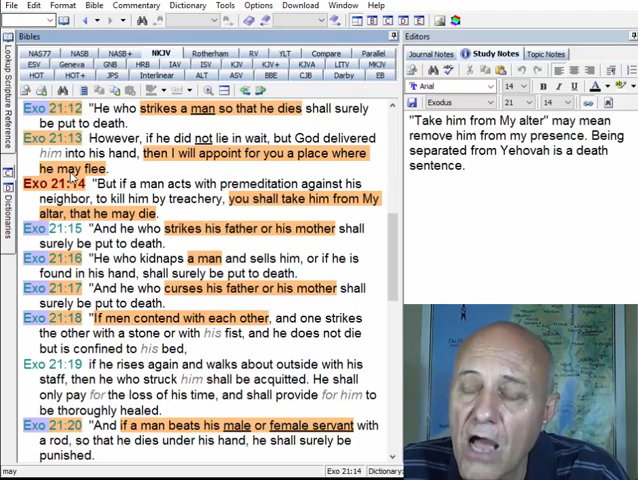 File Edit View Bible Commentary Dictionary Tools Options Download Window Help
Bibles
NAS77 NASB NASB+ NKJV Rotherham RV YLT Compare Parallel
ESV Geneva GNB HRB IAV ISV KJV KJV+ KJVA LITV MKJV
HOT HOT+ JPS Interlinear ALT ASV BBE CEV CJB Darby EB
Exo 21:12 "He who strikes a man so that he dies shall surely
be put to death.
Exo 21:13 However, if he did not lie in wait, but God delivered
him into his hand, then I will appoint for you a place where
he may flee.
Exo 21:14 "But if a man acts with premeditation against his
neighbor, to kill him by treachery, you shall take him from My
altar, that he may die.
Exo 21:15 "And he who strikes his father or his mother shall
surely be put to death.
Exo 21:16 "He who kidnaps a man and sells him, or if he is
found in his hand, shall surely be put to death.
Exo 21:17 "And he who curses his father or his mother shall
surely be put to death.
Exo 21:18 "If men contend with each other, and one strikes
the other with a stone or with his fist, and he does not die
but is confined to his bed,
Exo 21:19 if he rises again and walks about outside with his
staff, then he who struck him shall be acquitted. He shall
only pay for the loss of his time, and shall provide for him to
be thoroughly healed.
Exo 21:20 "And if a man beats his male or female servant with
a rod, so that he dies under his hand, he shall surely be
punished.
may Exo 21:14 Dictionary:
Lookup Scripture Reference
Dictionaries
Editors
Journal Notes Study Notes Topic Notes
Arial 14 B I U A
Exodus 21 14
"Take him from My alter" may mean
remove him from my presence. Being
separated from Yehovah is a death
sentence.